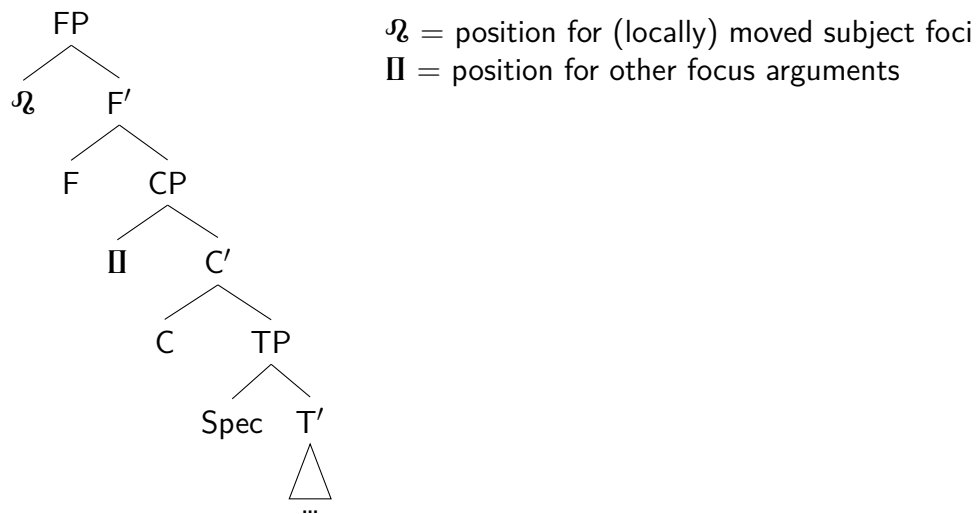 FP
♌ = position for (locally) moved subject foci
♊ = position for other focus arguments
♌ F′
F CP
♊ C′
C TP
Spec T′
...